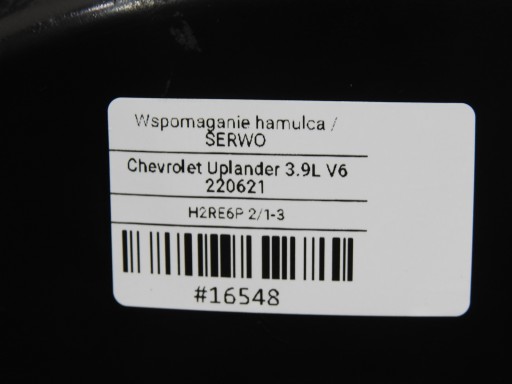 Wspomaganie hamulca /
SERWO
Chevrolet Uplander 3.9L V6
220621
H2RE6P 2/1-3
#16548